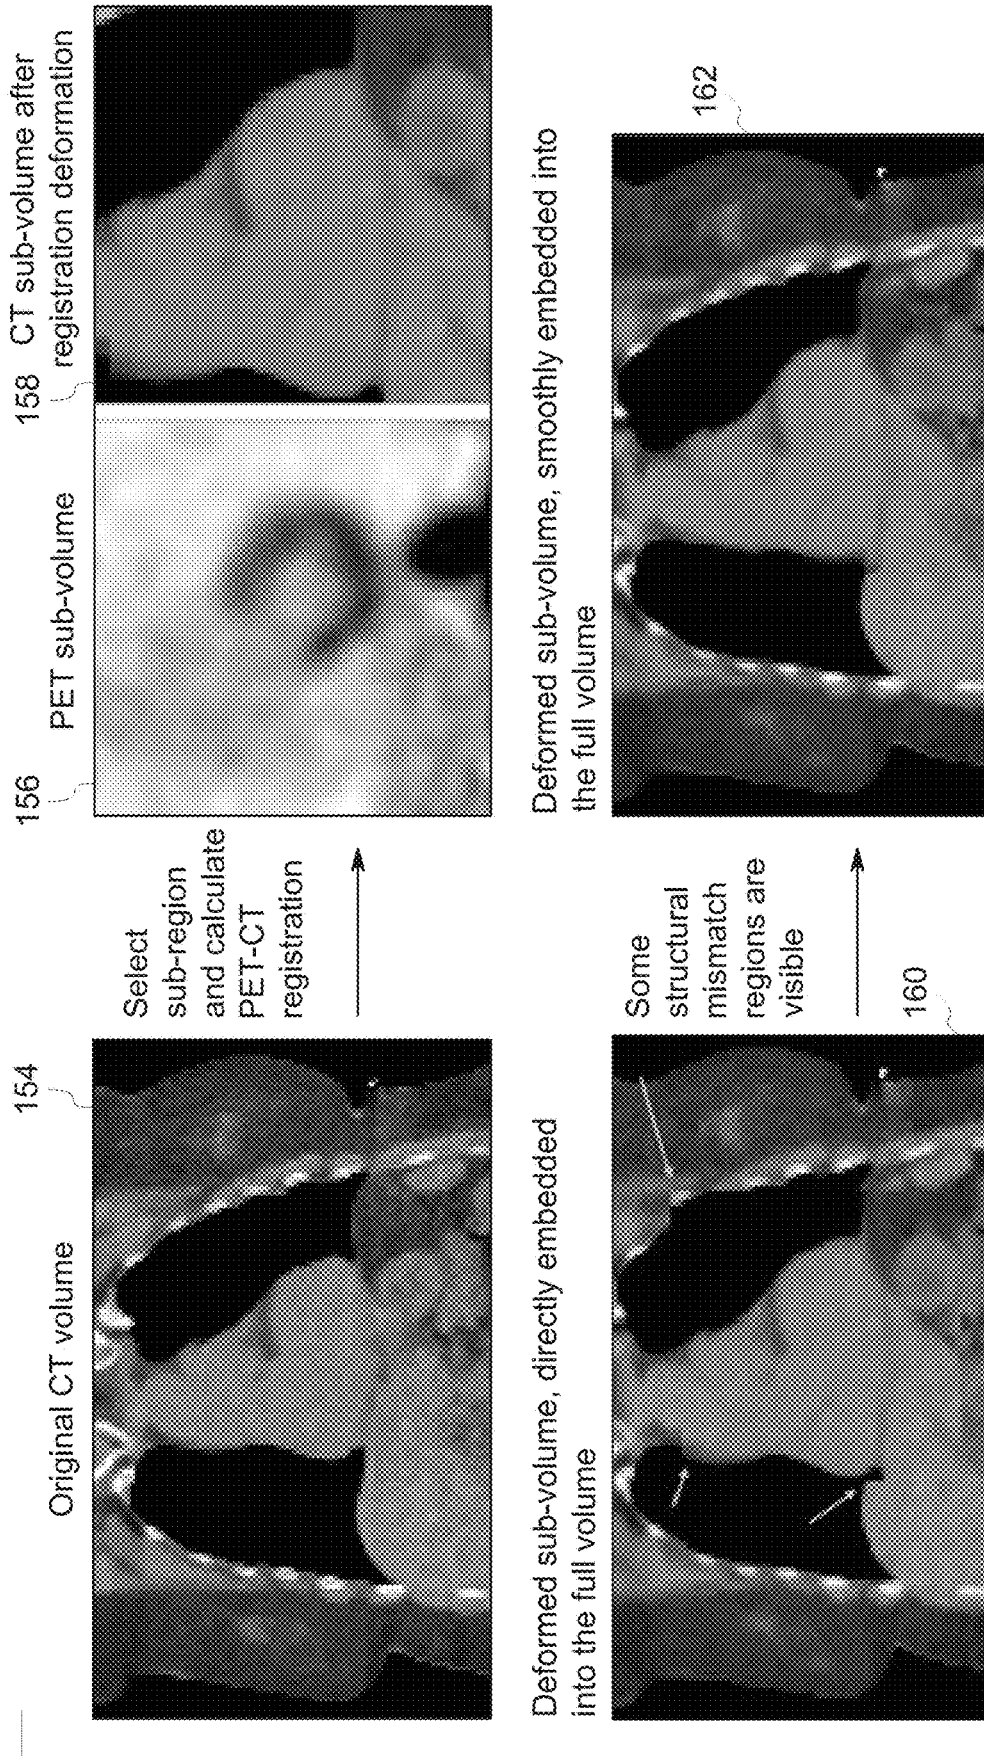 Original CT volume
154
Select
sub-region
and calculate
PET-CT
registration
156
PET sub-volume
158
CT sub-volume after
registration deformation
Deformed sub-volume, directly embedded
into the full volume
160
Some
structural
mismatch
regions are
visible
Deformed sub-volume, smoothly embedded into
the full volume
162